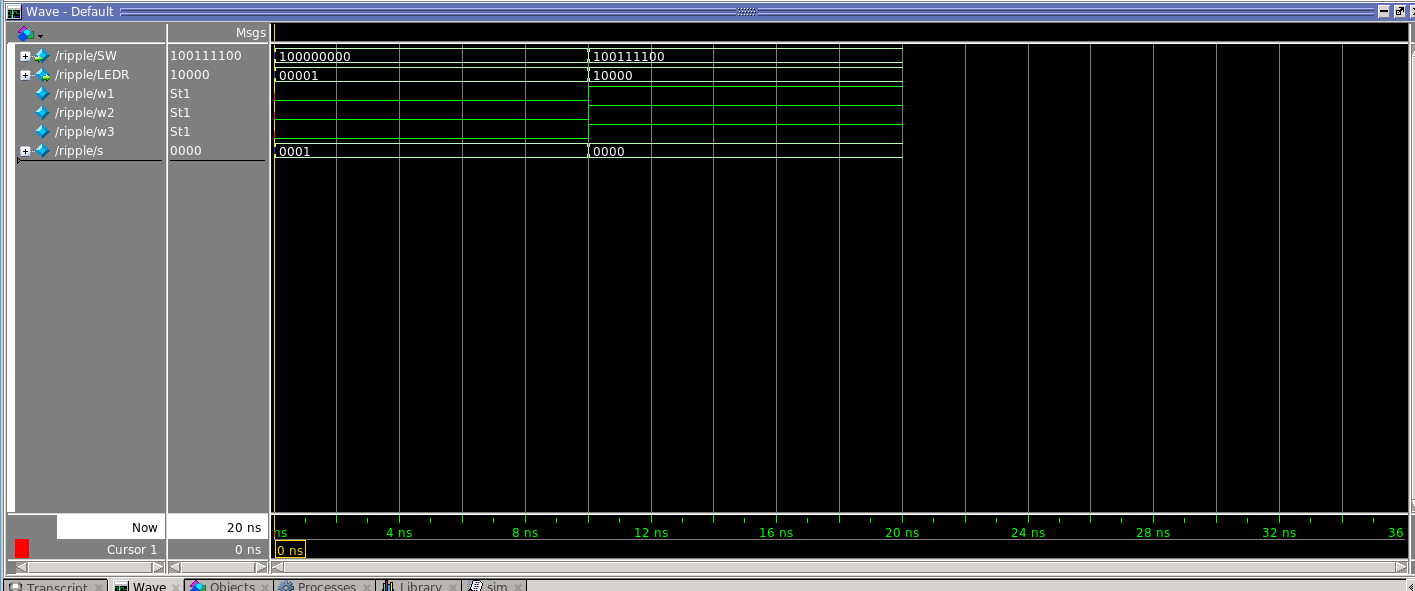 Wave - Default
Msgs
/ripple/SW 100111100 100000000 100111100
/ripple/LEDR 10000 00001 10000
/ripple/w1 St1
/ripple/w2 St1
/ripple/w3 St1
/ripple/s 0000 0001 0000
Now 20 ns ns 4 ns 8 ns 12 ns 16 ns 20 ns 24 ns 28 ns 32 ns 36
Cursor 1 0 ns 0 ns
Transcript Wave Objects Processes Library sim